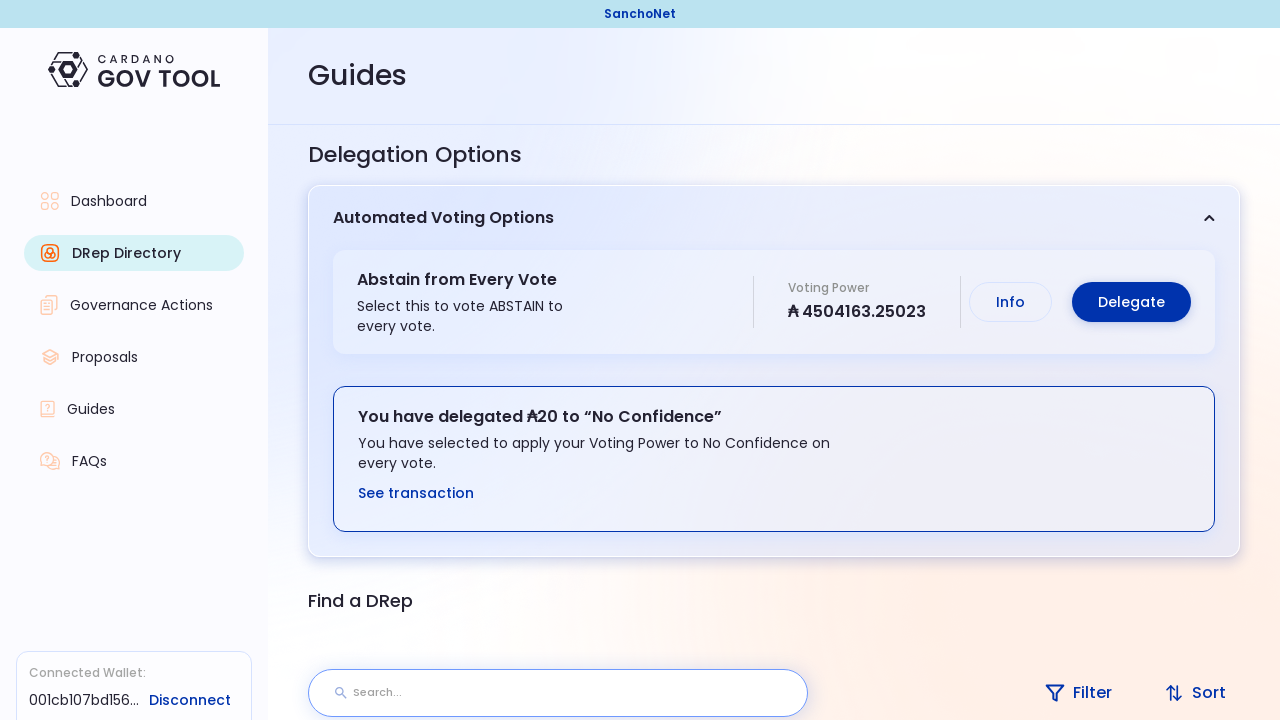 SanchoNet
CARDANO
GOV TOOL
Dashboard
DRep Directory
Governance Actions
Proposals
Guides
FAQs
Connected Wallet:
001cb107bd156...
Disconnect
Guides
Delegation Options
Automated Voting Options
Abstain from Every Vote
Select this to vote ABSTAIN to
every vote.
Voting Power
₳ 4504163.25023
Info
Delegate
You have delegated ₳20 to “No Confidence”
You have selected to apply your Voting Power to No Confidence on
every vote.
See transaction
Find a DRep
Search...
Filter
Sort